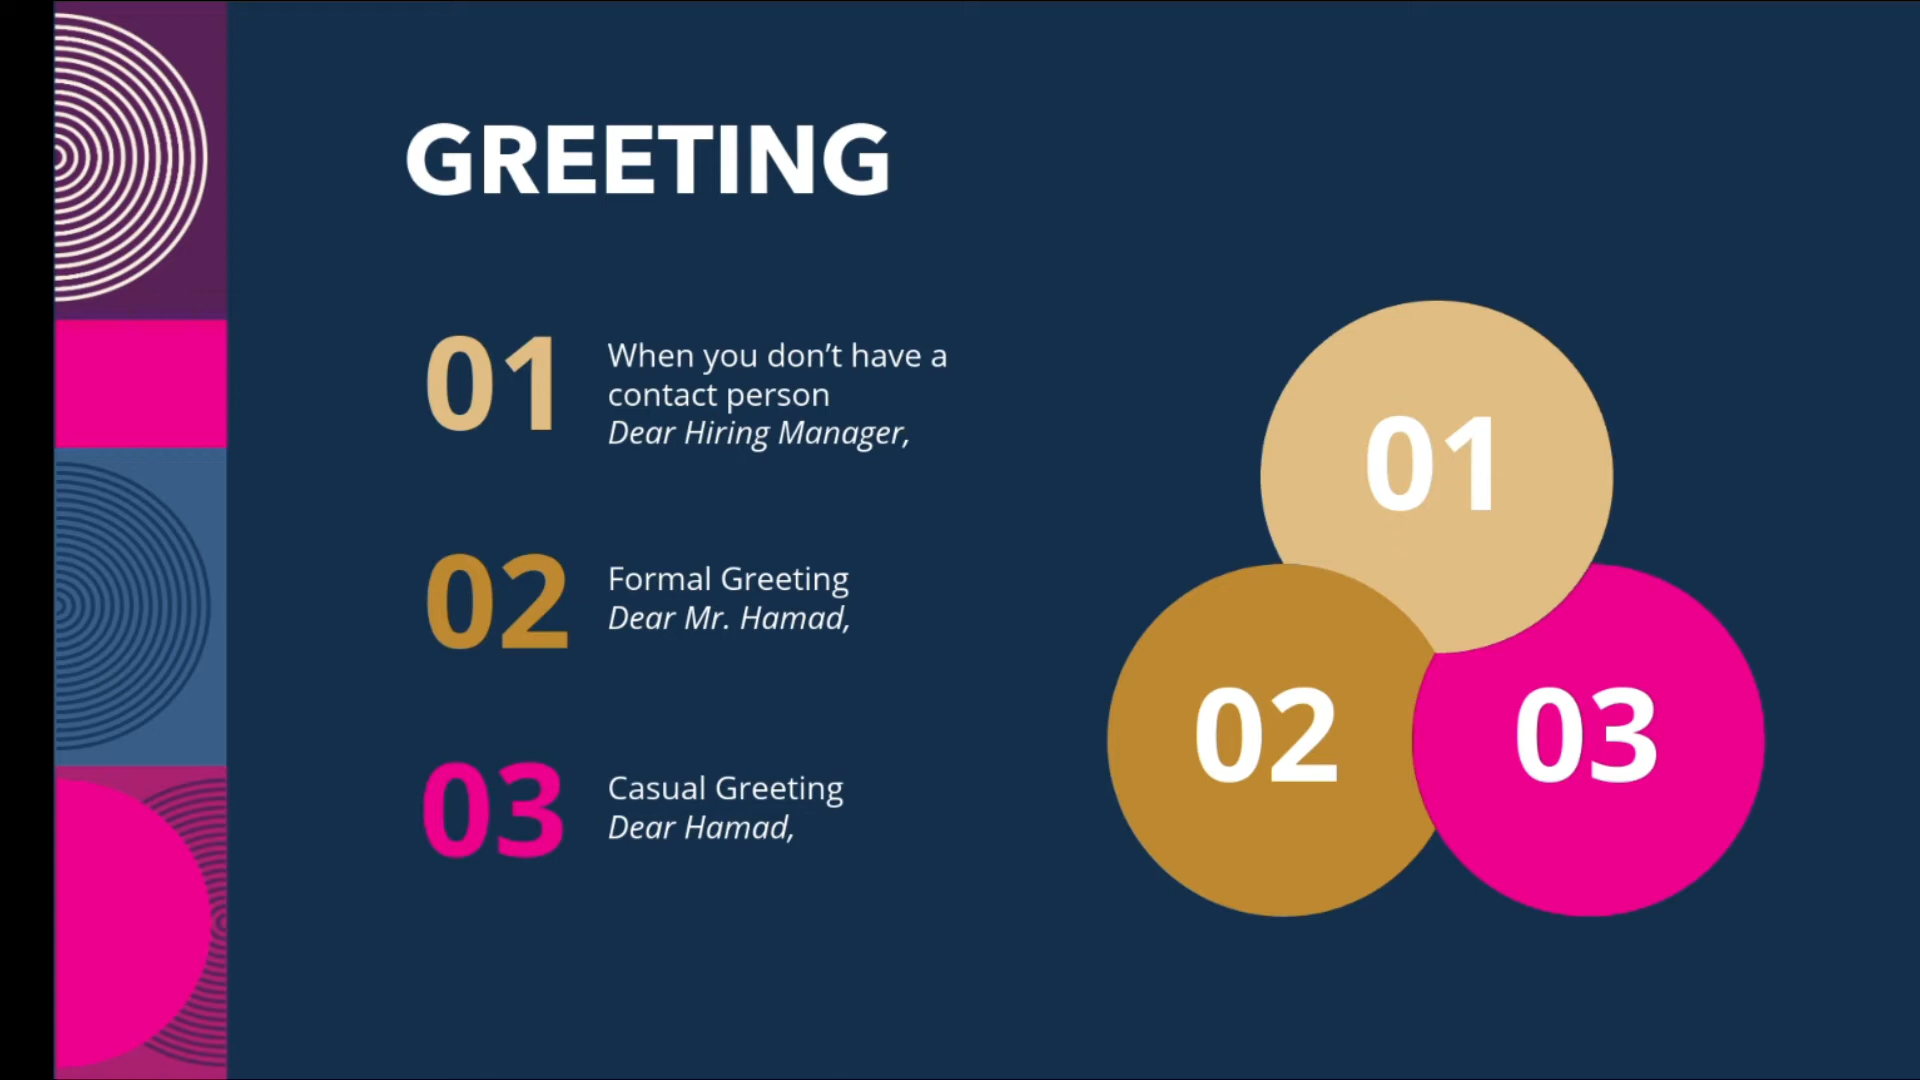 GREETING
01
When you don’t have a
contact person
Dear Hiring Manager,
02
Formal Greeting
Dear Mr. Hamad,
03
Casual Greeting
Dear Hamad,
01
02
03